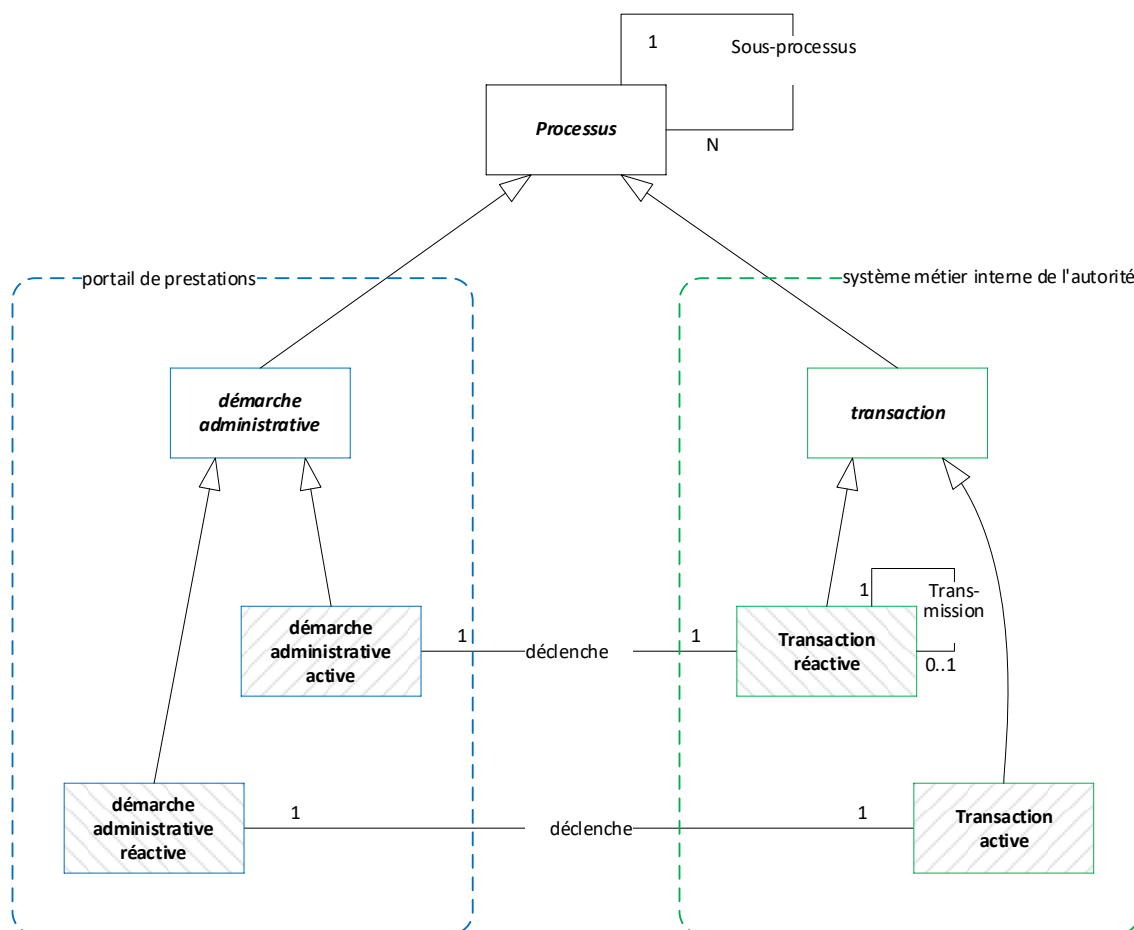 1
Sous-processus
Processus
N
portail de prestations
système métier interne de l'autorité
démarche
administrative
transaction
1
Trans-
mission
démarche
administrative
active
1
déclenche
1
Transaction
réactive
0..1
démarche
administrative
réactive
1
déclenche
1
Transaction
active